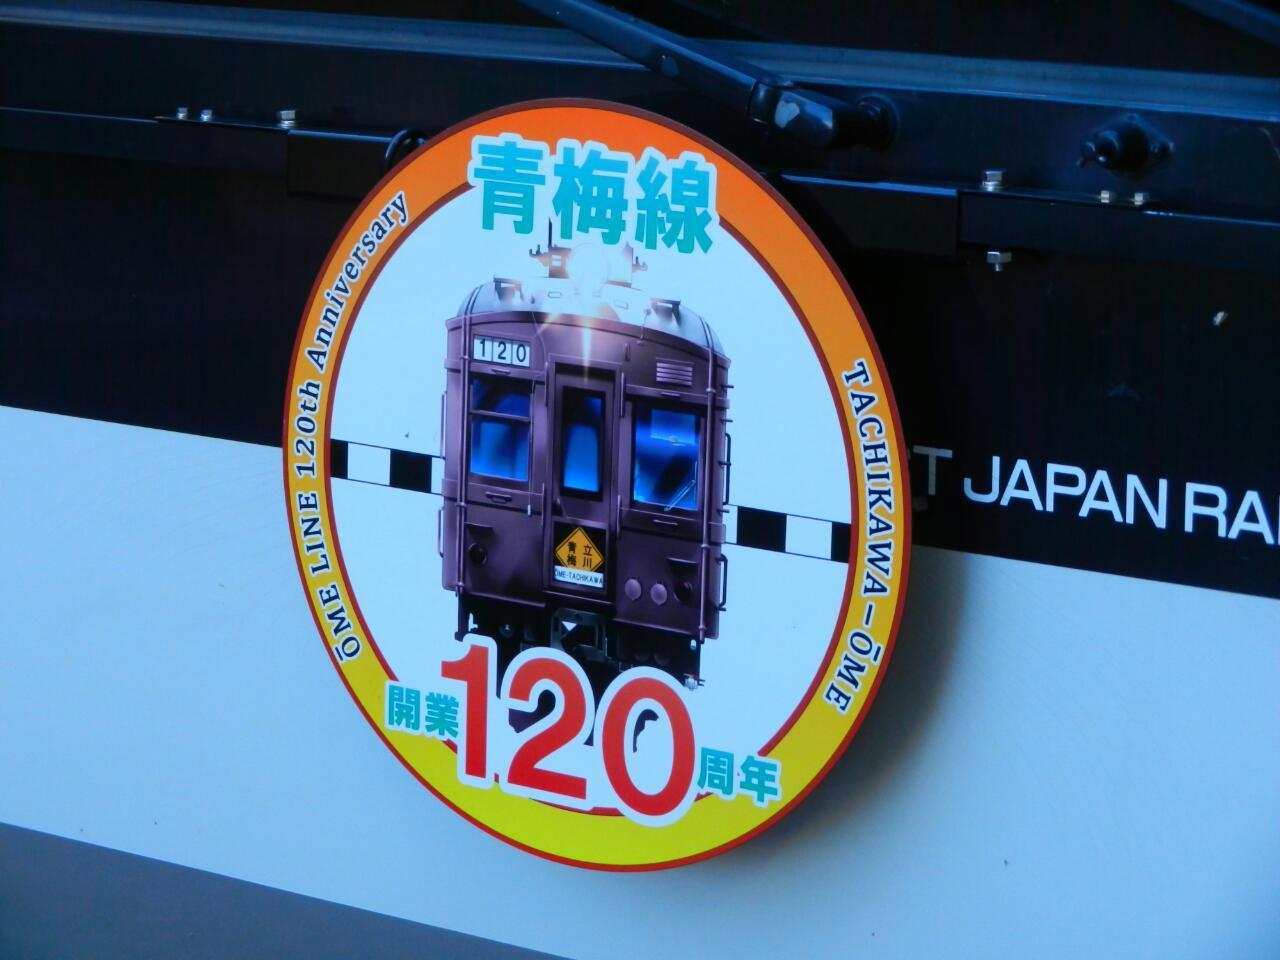 青梅線
ŌME LINE 120th Anniversary
TACHIKAWA–ŌME
120
青 立
梅 川
ŌME-TACHIKAWA
開業120周年
T JAPAN RA